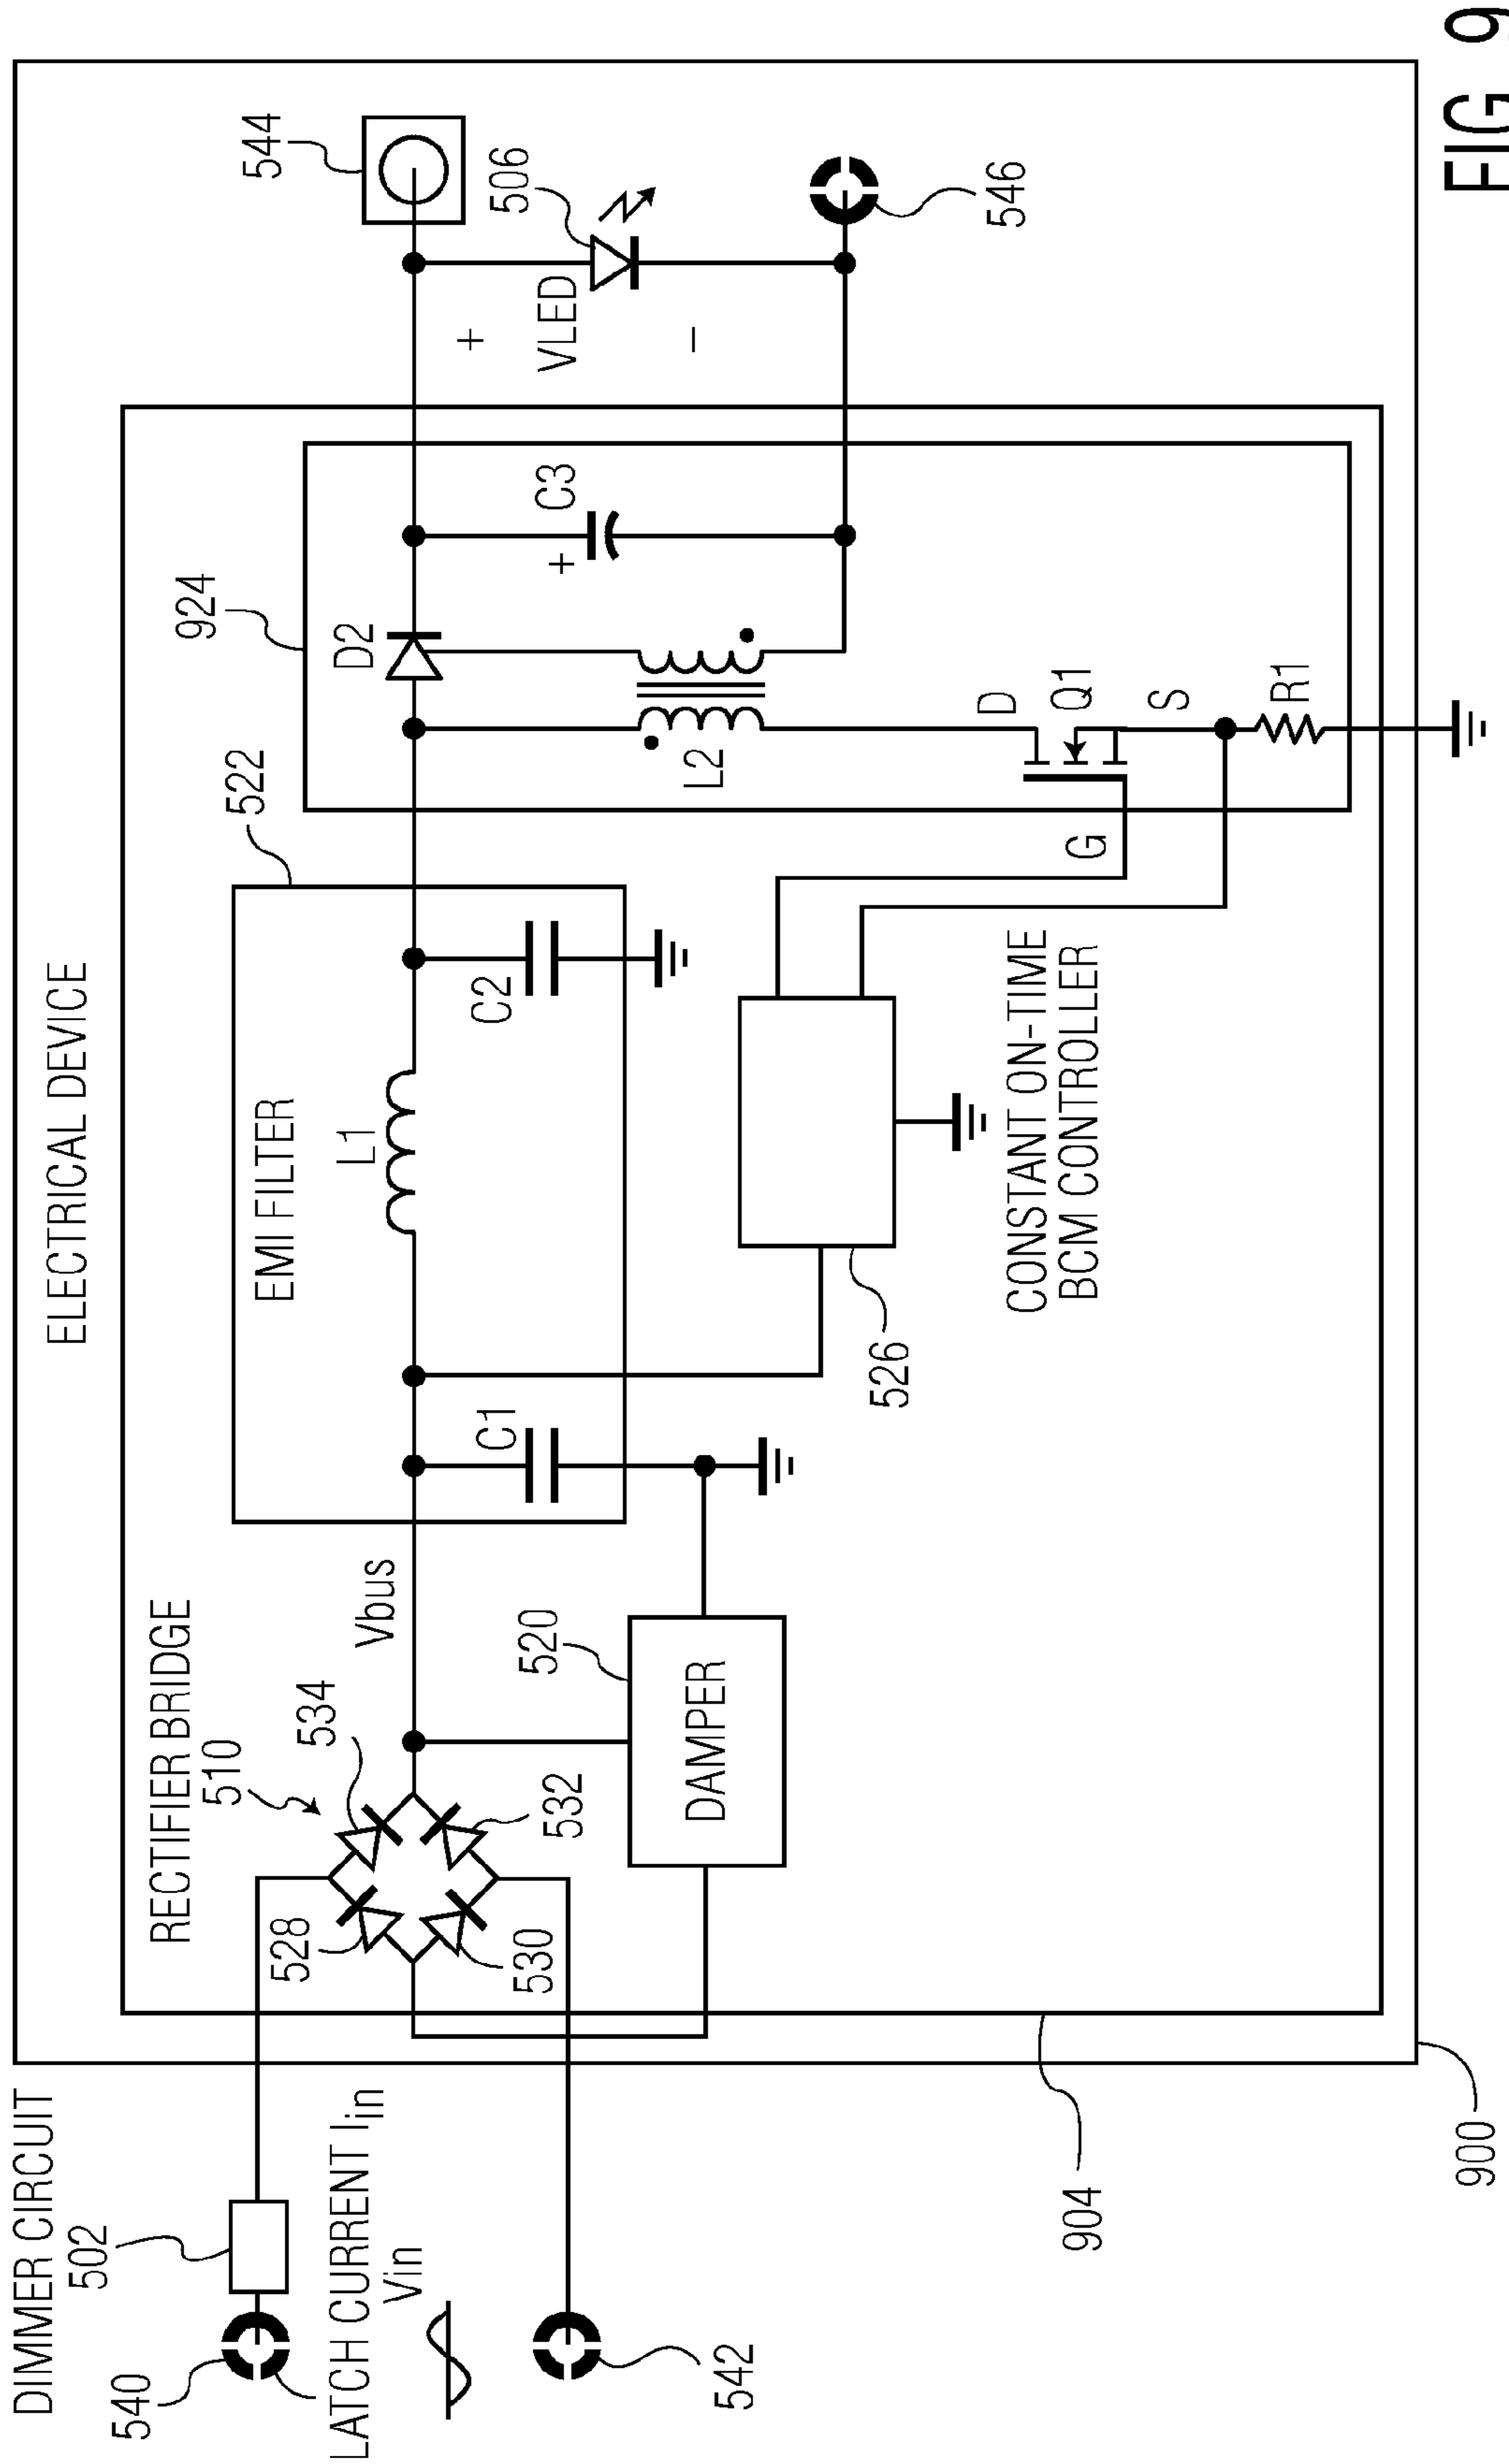 ELECTRICAL DEVICE
DIMMER CIRCUIT
502
540
LATCH CURRENT Iin
Vin
542
RECTIFIER BRIDGE
510
534
528
532
530
Vbus
520
DAMPER
EMI FILTER
L1
C1
C2
522
526
CONSTANT ON-TIME
BCM CONTROLLER
924
D2
C3
+
L2
D
Q1
G
S
R1
544
506
+
VLED
−
546
904
900
FIG. 9